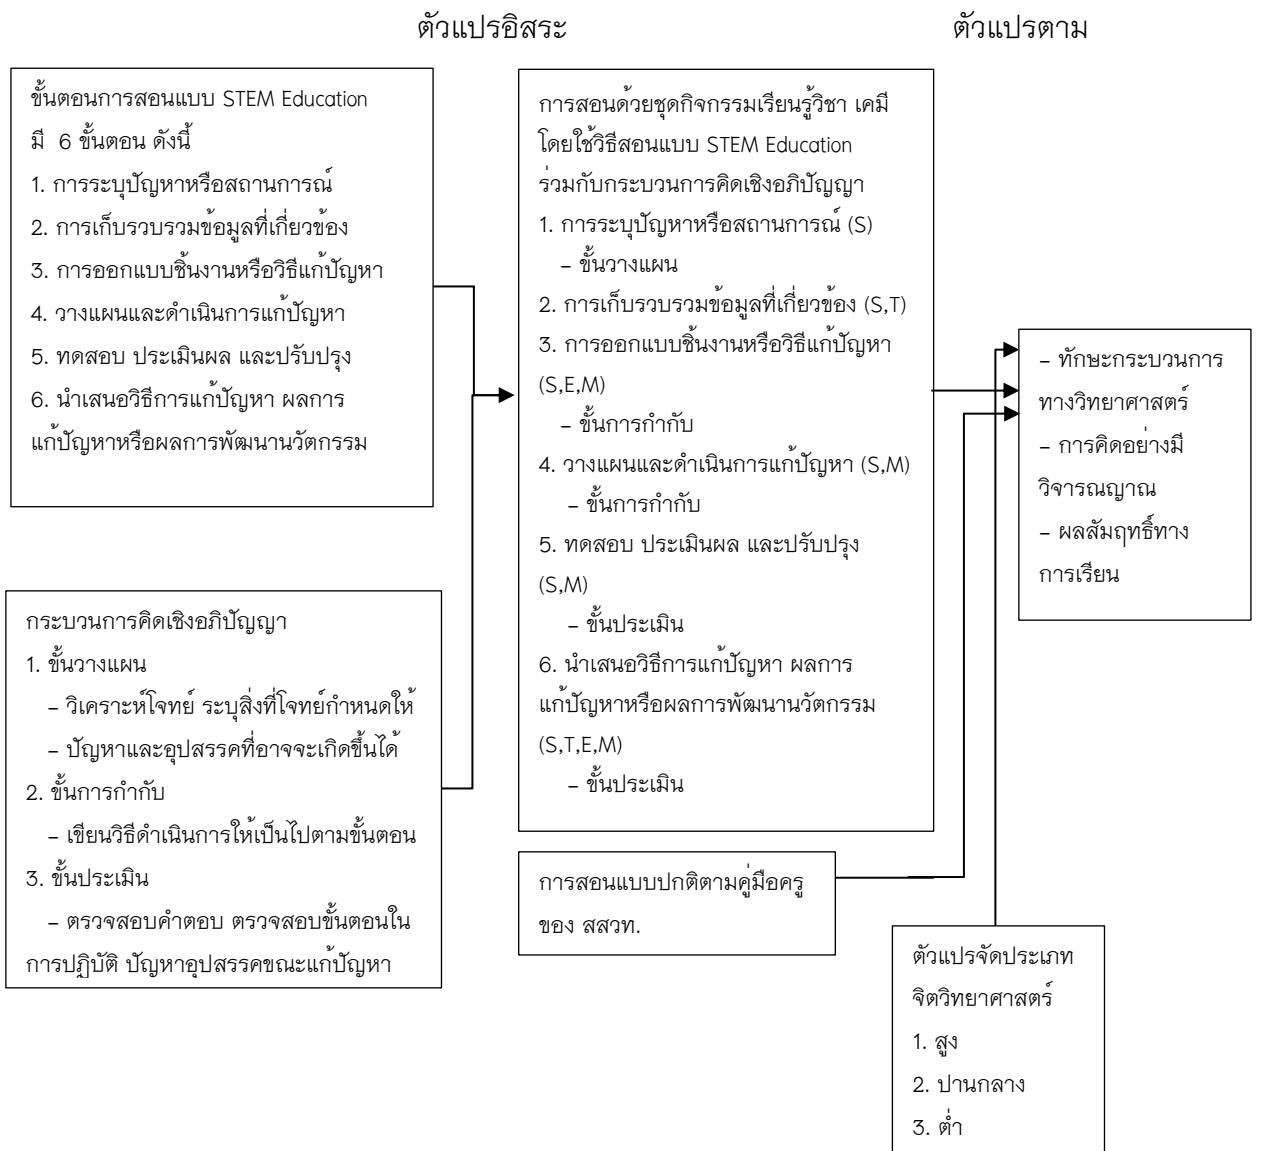 ตัวแปรอิสระ
ตัวแปรตาม
ขั้นตอนการสอนแบบ STEM Education
มี 6 ขั้นตอน ดังนี้
1. การระบุปัญหาหรือสถานการณ์
2. การเก็บรวบรวมข้อมูลที่เกี่ยวข้อง
3. การออกแบบชิ้นงานหรือวิธีแก้ปัญหา
4. วางแผนและดำเนินการแก้ปัญหา
5. ทดสอบ ประเมินผล และปรับปรุง
6. นำเสนอวิธีการแก้ปัญหา ผลการ
แก้ปัญหาหรือผลการพัฒนานวัตกรรม
กระบวนการคิดเชิงอภิปัญญา
1. ขั้นวางแผน
– วิเคราะห์โจทย์ ระบุสิ่งที่โจทย์กำหนดให้
– ปัญหาและอุปสรรคที่อาจจะเกิดขึ้นได้
2. ขั้นการกำกับ
– เขียนวิธีดำเนินการให้เป็นไปตามขั้นตอน
3. ขั้นประเมิน
– ตรวจสอบคำตอบ ตรวจสอบขั้นตอนใน
การปฏิบัติ ปัญหาอุปสรรคขณะแก้ปัญหา
การสอนด้วยชุดกิจกรรมเรียนรู้วิชา เคมี
โดยใช้วิธีสอนแบบ STEM Education
ร่วมกับกระบวนการคิดเชิงอภิปัญญา
1. การระบุปัญหาหรือสถานการณ์ (S)
– ขั้นวางแผน
2. การเก็บรวบรวมข้อมูลที่เกี่ยวข้อง (S,T)
3. การออกแบบชิ้นงานหรือวิธีแก้ปัญหา
(S,E,M)
– ขั้นการกำกับ
4. วางแผนและดำเนินการแก้ปัญหา (S,M)
– ขั้นการกำกับ
5. ทดสอบ ประเมินผล และปรับปรุง
(S,M)
– ขั้นประเมิน
6. นำเสนอวิธีการแก้ปัญหา ผลการ
แก้ปัญหาหรือผลการพัฒนานวัตกรรม
(S,T,E,M)
– ขั้นประเมิน
การสอนแบบปกติตามคู่มือครู
ของ สสวท.
– ทักษะกระบวนการ
ทางวิทยาศาสตร์
– การคิดอย่างมี
วิจารณญาณ
– ผลสัมฤทธิ์ทาง
การเรียน
ตัวแปรจัดประเภท
จิตวิทยาศาสตร์
1. สูง
2. ปานกลาง
3. ต่ำ